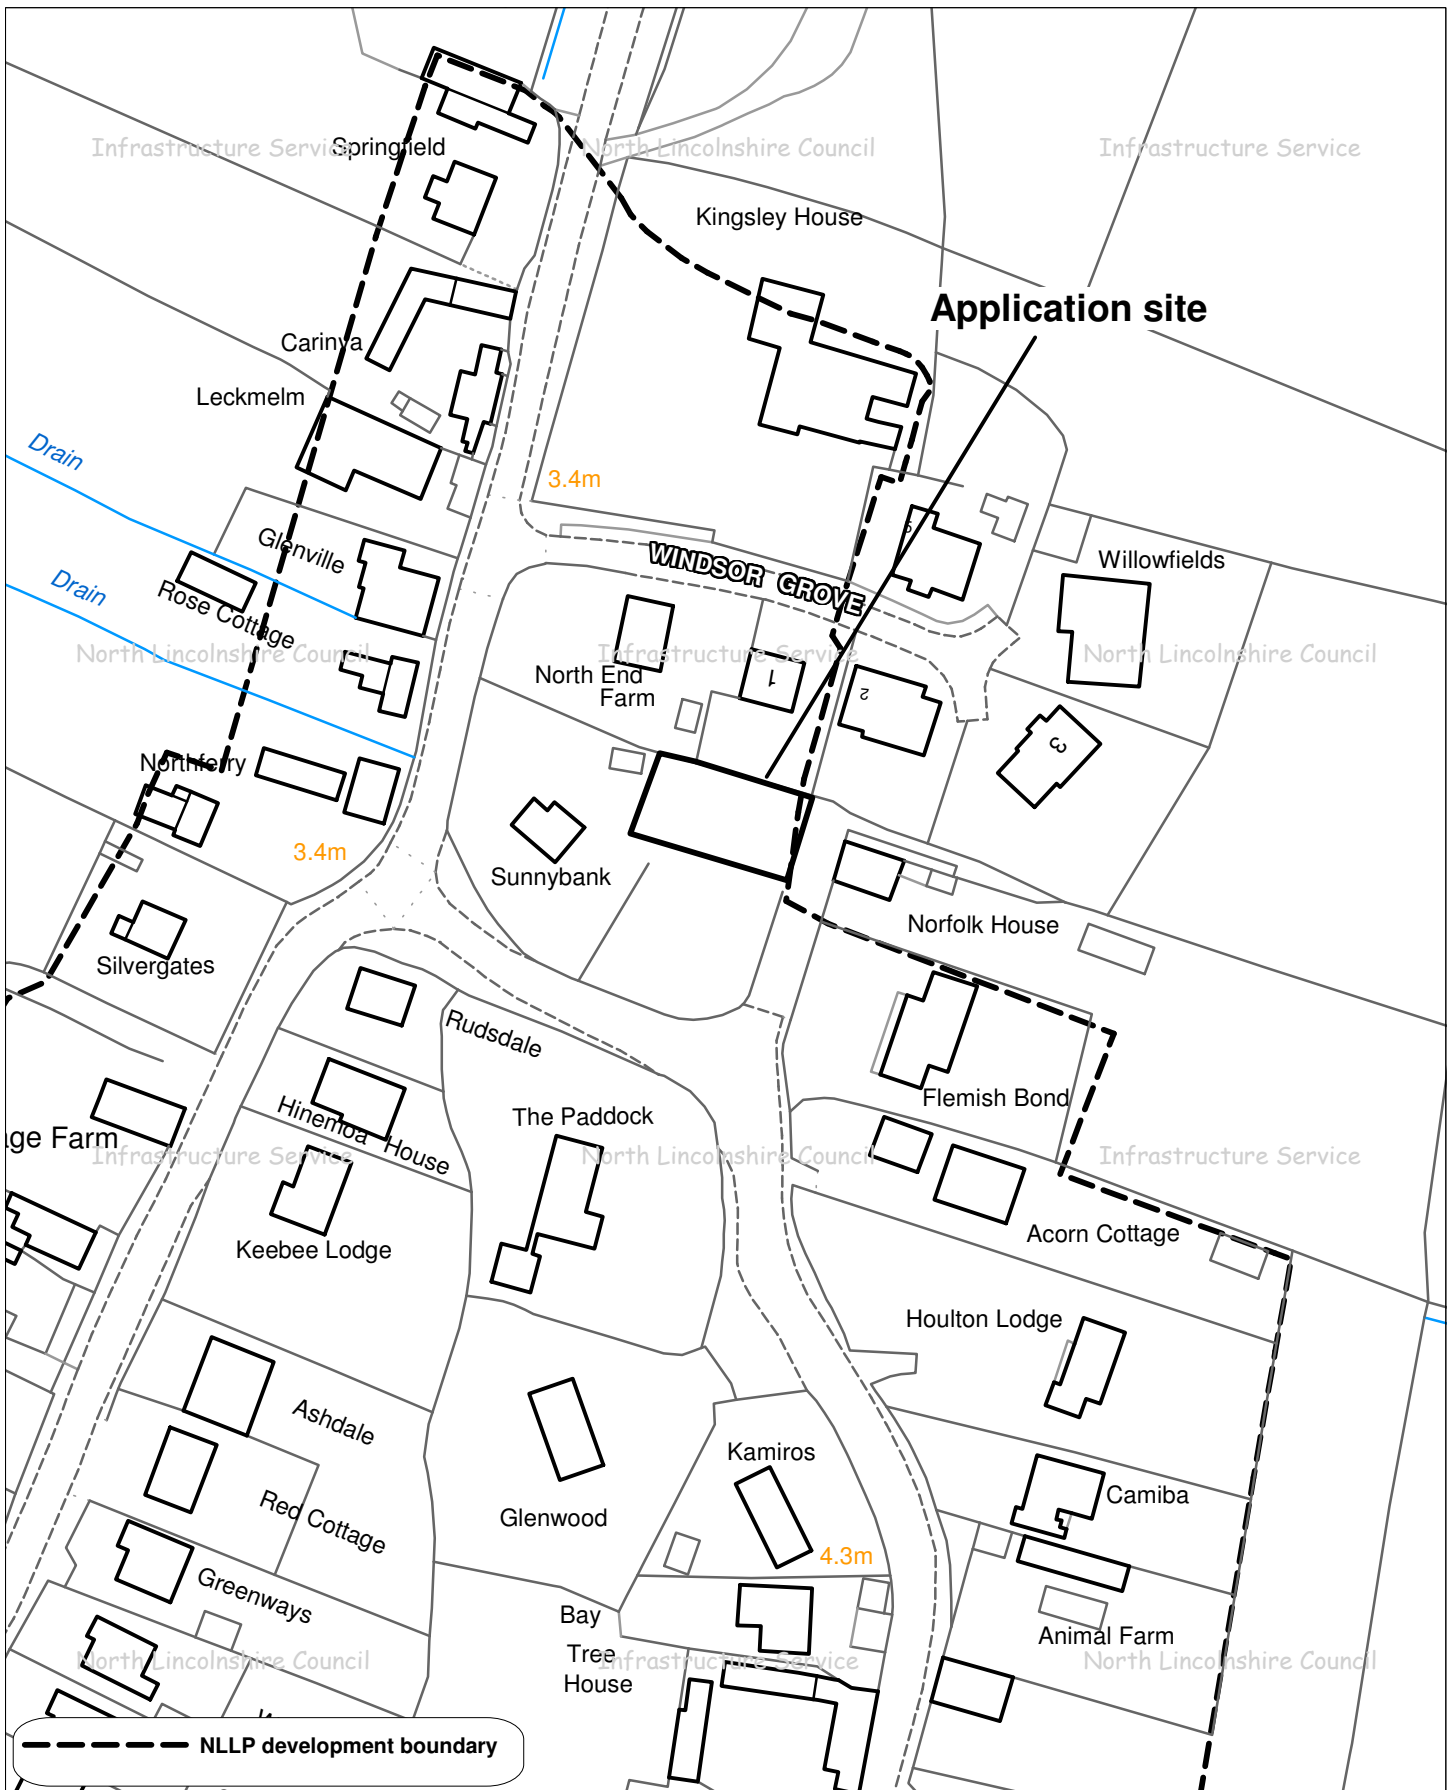 Infrastructure Service
Springfield
North Lincolnshire Council
Infrastructure Service
Kingsley House
Application site
Carinya
Leckmelm
Drain
3.4m
Glenville
WINDSOR GROVE
Willowfields
Drain
Rose Cottage
North Lincolnshire Council
Infrastructure Service
North Lincolnshire Council
North End
Farm
1
2
3
Northferry
3.4m
Sunnybank
Norfolk House
Silvergates
Rudsdale
Flemish Bond
The Paddock
Hinemoa House
age Farm
Infrastructure Service
North Lincolnshire Council
Infrastructure Service
Keebee Lodge
Acorn Cottage
Houlton Lodge
Ashdale
Kamiros
Camiba
Red Cottage
Glenwood
4.3m
Greenways
Bay
Tree
House
Animal Farm
North Lincolnshire Council
Infrastructure Service
North Lincolnshire Council
NLLP development boundary